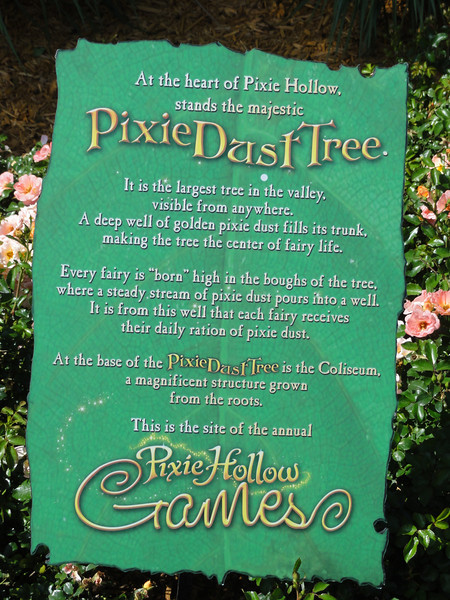 At the heart of Pixie Hollow,
stands the majestic
PixieDustTree.
It is the largest tree in the valley,
visible from anywhere.
A deep well of golden pixie dust fills its trunk,
making the tree the center of fairy life.
Every fairy is “born” high in the boughs of the tree,
where a steady stream of pixie dust pours into a well.
It is from this well that each fairy receives
their daily ration of pixie dust.
At the base of the PixieDustTree is the Coliseum,
a magnificent structure grown
from the roots.
This is the site of the annual
Pixie Hollow
Games